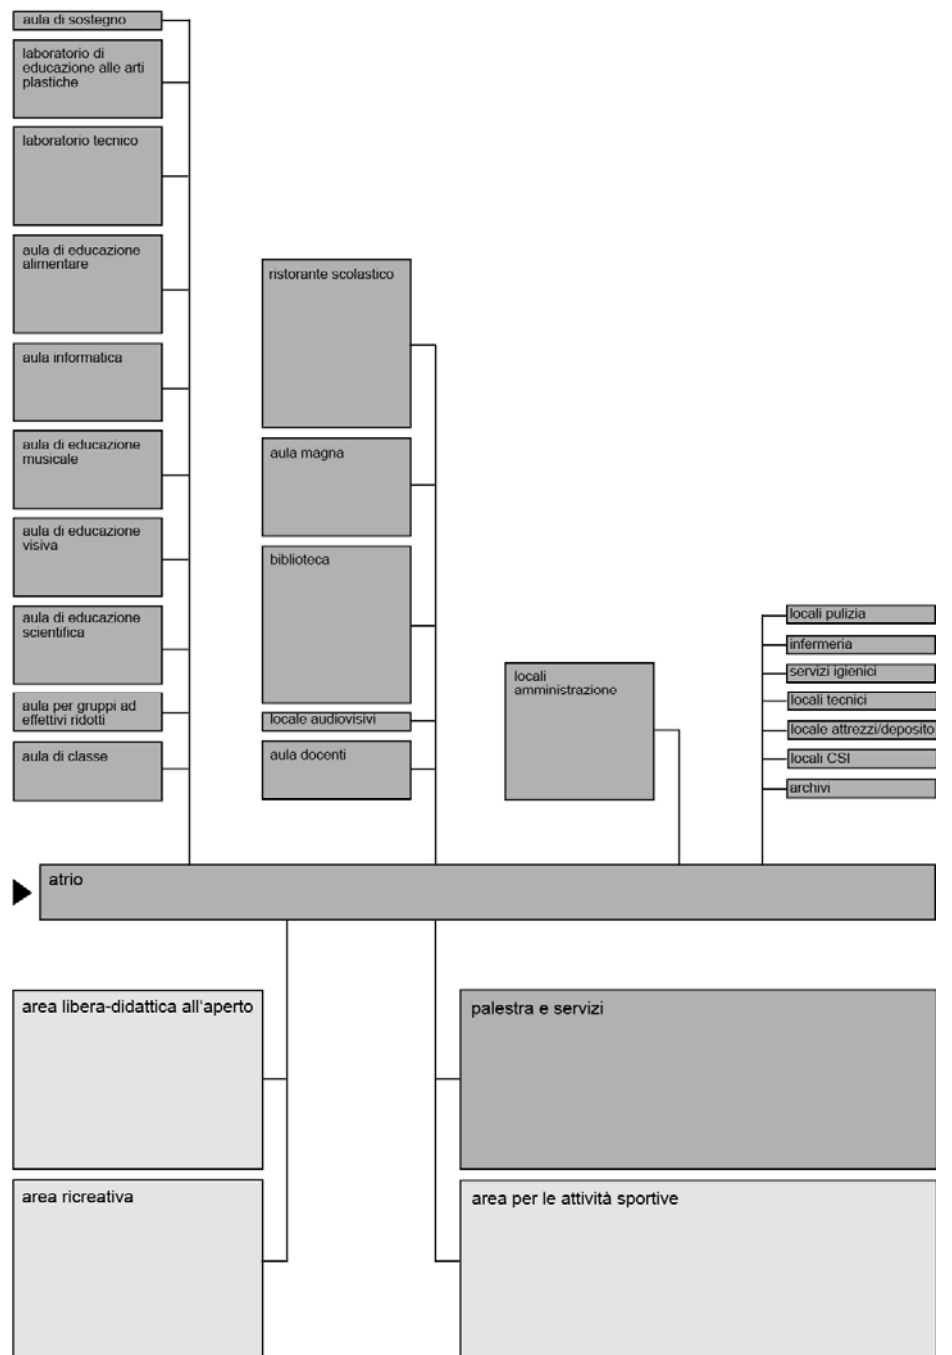 aula di sostegno
laboratorio di
educazione alle arti
plastiche
laboratorio tecnico
aula di educazione
alimentare
aula informatica
aula di educazione
musicale
aula di educazione
visiva
aula di educazione
scientifica
aula per gruppi ad
effettivi ridotti
aula di classe
ristorante scolastico
aula magna
biblioteca
locale audiovisivi
aula docenti
locali
amministrazione
locali pulizia
infermeria
servizi igienici
locali tecnici
locale attrezzi/deposito
locali CSI
archivi
atrio
area libera-didattica all'aperto
palestra e servizi
area ricreativa
area per le attività sportive